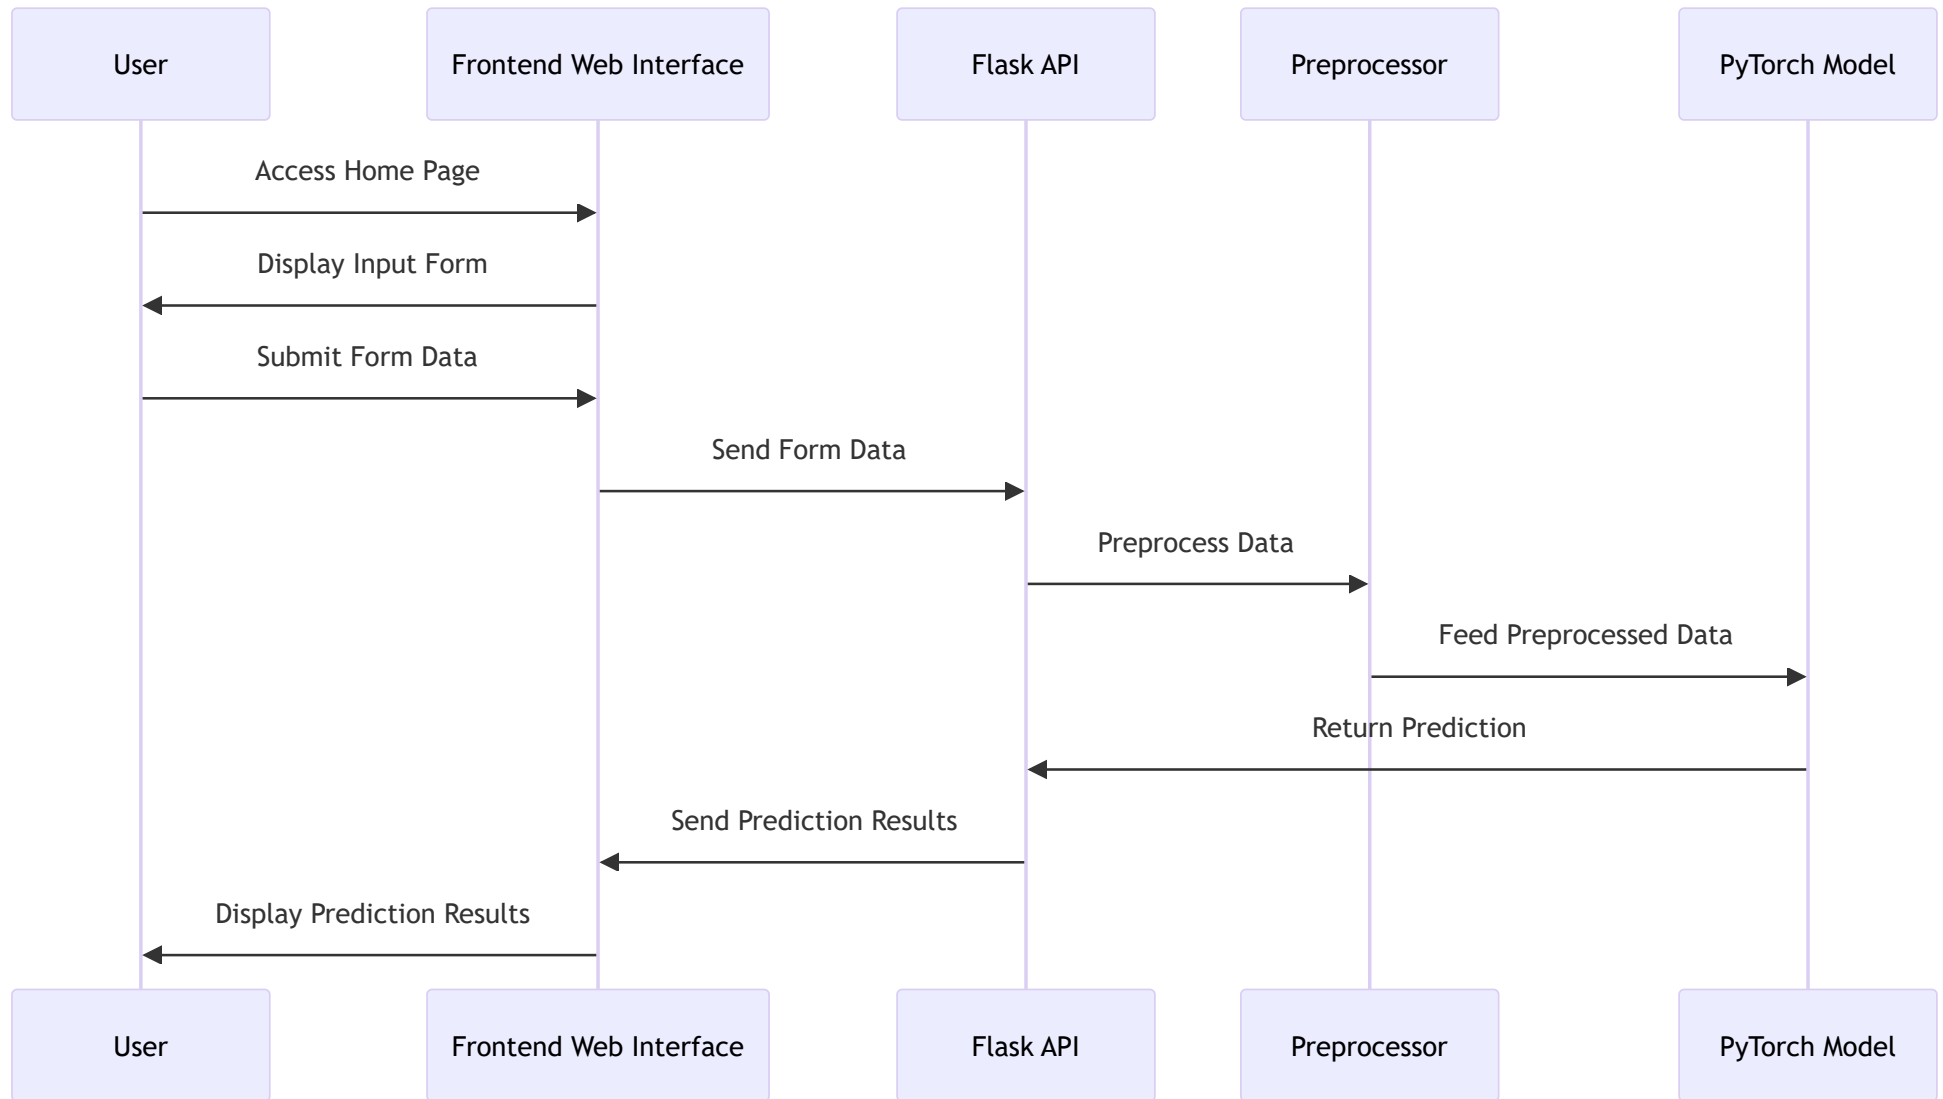 User
Frontend Web Interface
Flask API
Preprocessor
PyTorch Model
Access Home Page
Display Input Form
Submit Form Data
Send Form Data
Preprocess Data
Feed Preprocessed Data
Return Prediction
Send Prediction Results
Display Prediction Results
User
Frontend Web Interface
Flask API
Preprocessor
PyTorch Model